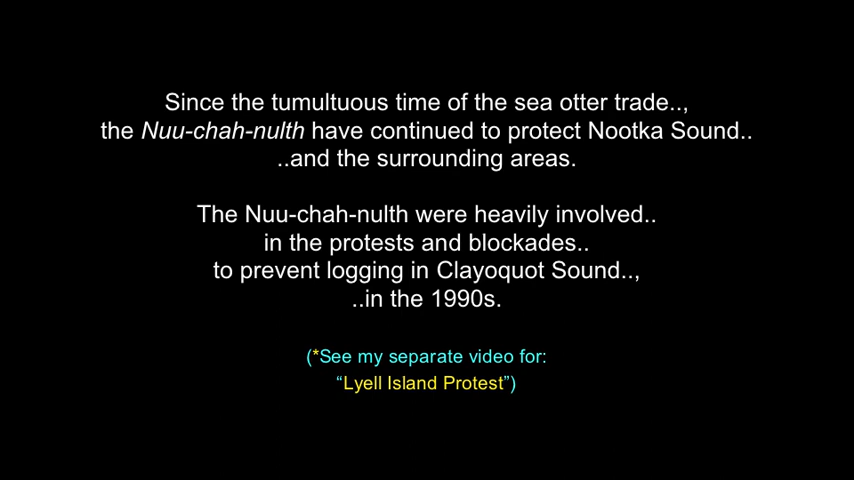 Since the tumultuous time of the sea otter trade..,
the Nuu-chah-nulth have continued to protect Nootka Sound..
..and the surrounding areas.
The Nuu-chah-nulth were heavily involved..
in the protests and blockades..
to prevent logging in Clayoquot Sound..,
..in the 1990s.
(*See my separate video for:
“Lyell Island Protest”)